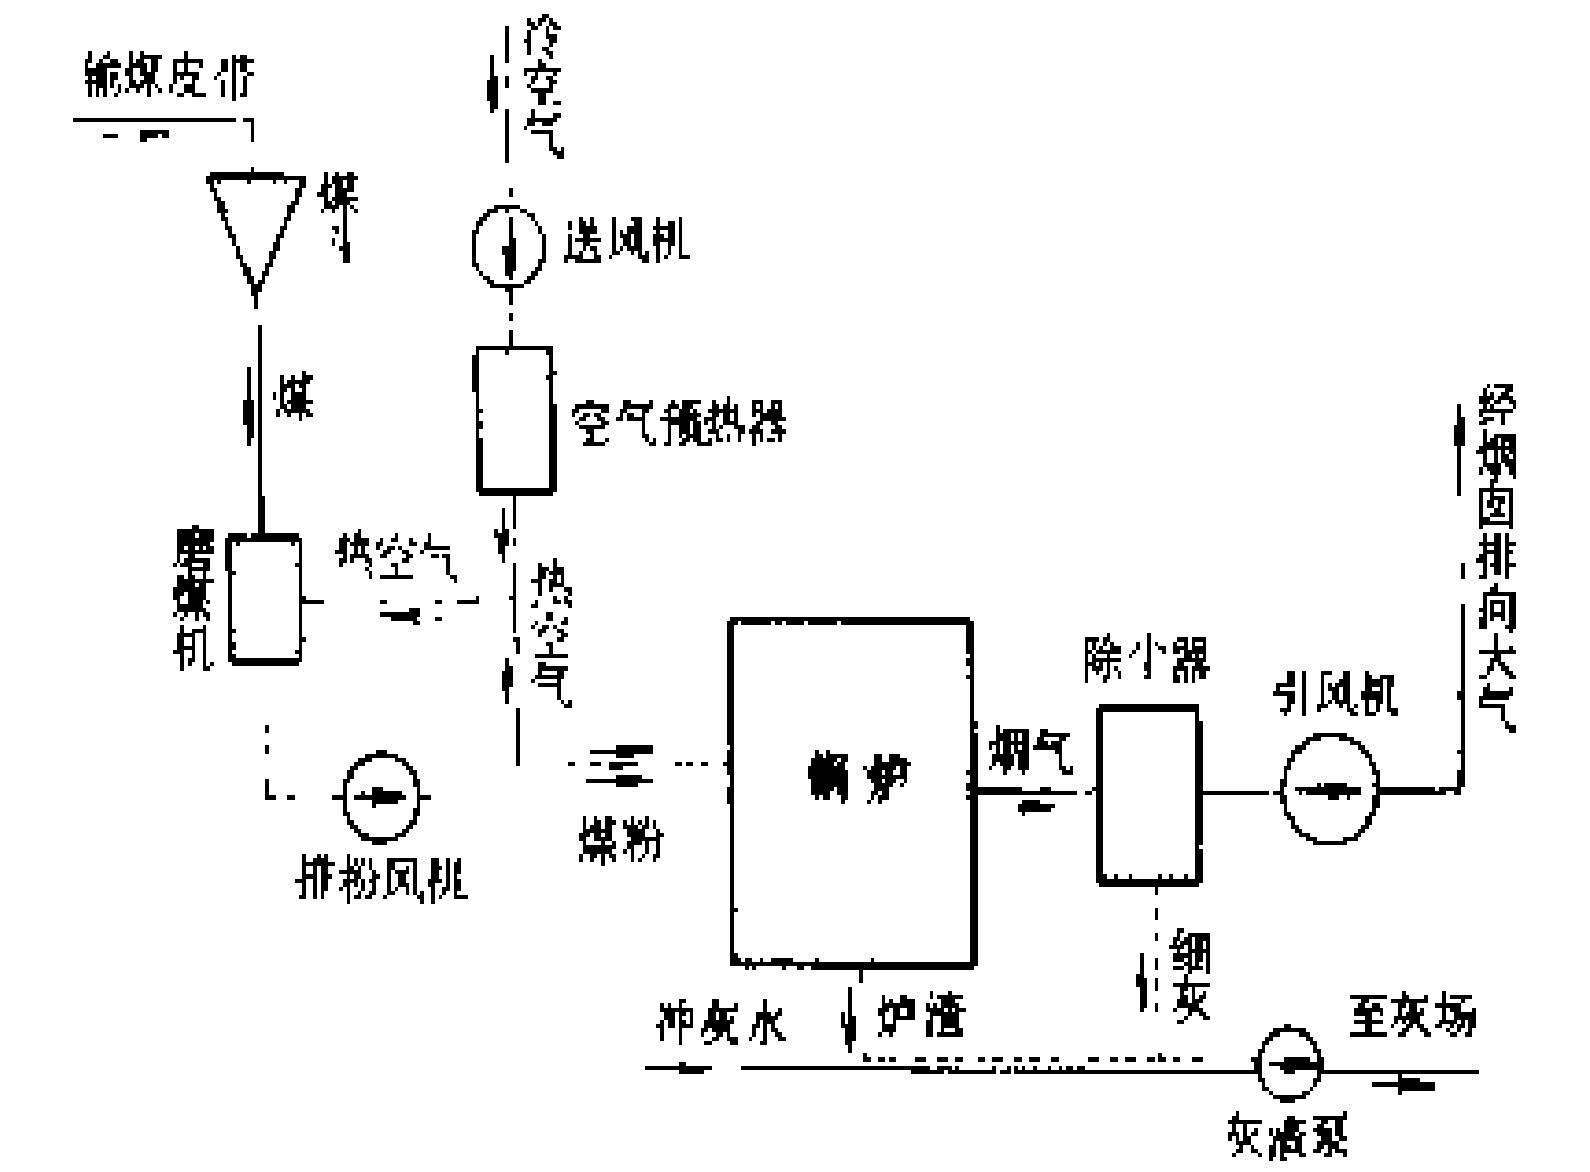 输煤皮带
冷空气
煤
送风机
煤
空气预热器
磨煤机
热空气
热空气
经烟囱排向大气
除尘器
引风机
锅炉
烟气
煤粉
排粉风机
细灰
冲灰水
炉渣
至灰场
灰渣泵